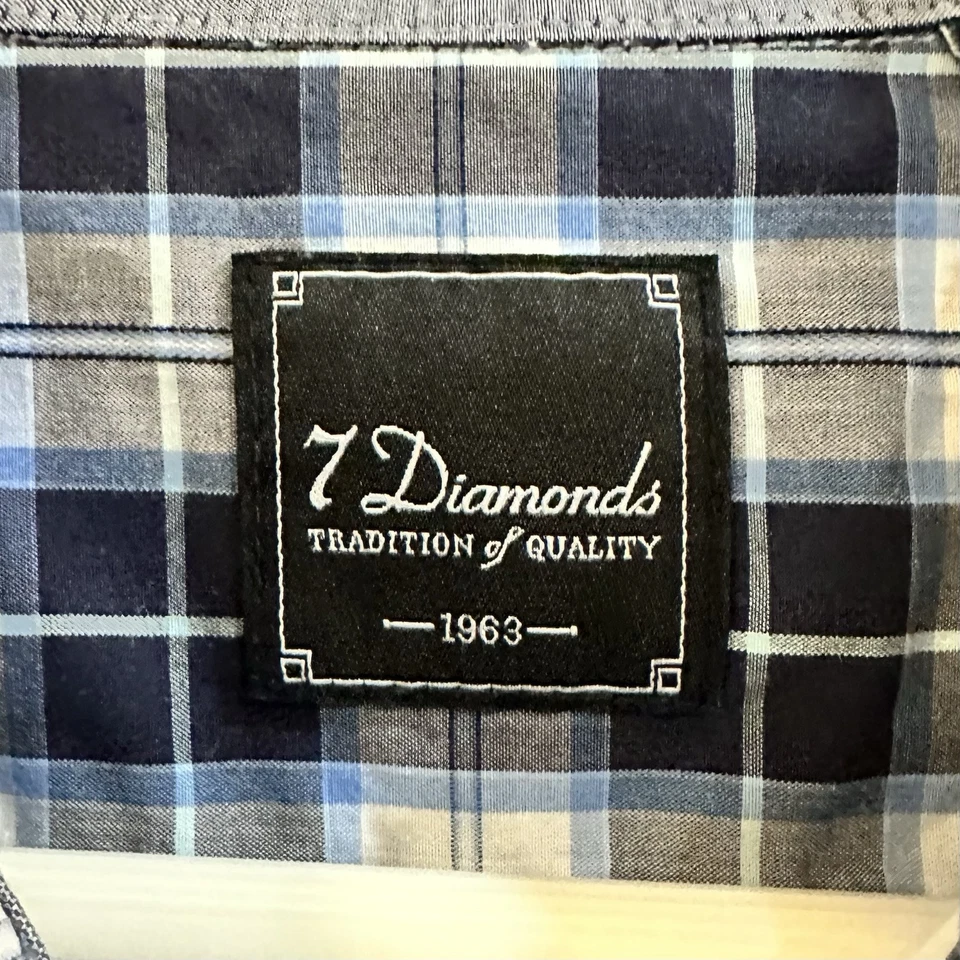 7 Diamonds
TRADITION of QUALITY
1963